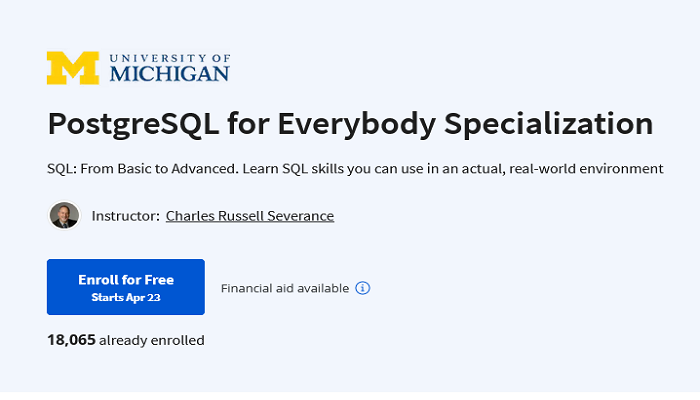 UNIVERSITY OF
MICHIGAN
PostgreSQL for Everybody Specialization
SQL: From Basic to Advanced. Learn SQL skills you can use in an actual, real-world environment
Instructor: Charles Russell Severance
Enroll for Free
Starts Apr 23
Financial aid available
18,065 already enrolled